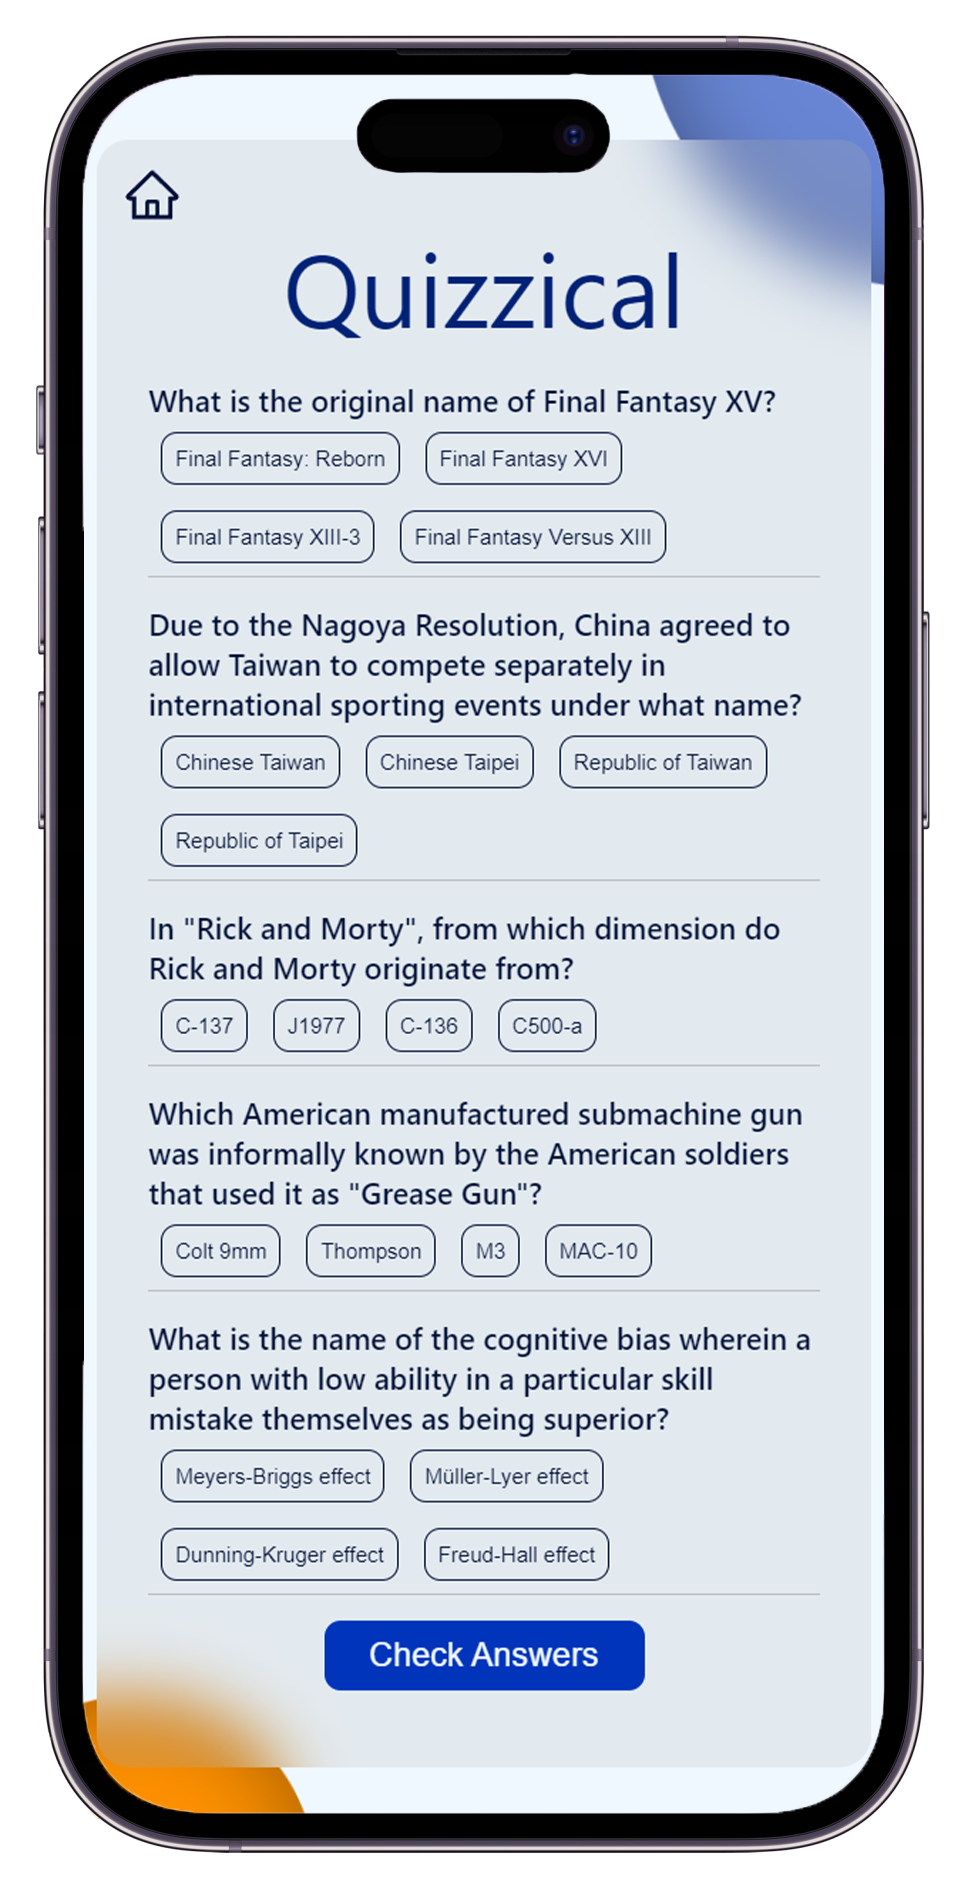 Quizzical
What is the original name of Final Fantasy XV?
Final Fantasy: Reborn
Final Fantasy XVI
Final Fantasy XIII-3
Final Fantasy Versus XIII
Due to the Nagoya Resolution, China agreed to
allow Taiwan to compete separately in
international sporting events under what name?
Chinese Taiwan
Chinese Taipei
Republic of Taiwan
Republic of Taipei
In "Rick and Morty", from which dimension do
Rick and Morty originate from?
C-137
J1977
C-136
C500-a
Which American manufactured submachine gun
was informally known by the American soldiers
that used it as "Grease Gun"?
Colt 9mm
Thompson
M3
MAC-10
What is the name of the cognitive bias wherein a
person with low ability in a particular skill
mistake themselves as being superior?
Meyers-Briggs effect
Müller-Lyer effect
Dunning-Kruger effect
Freud-Hall effect
Check Answers